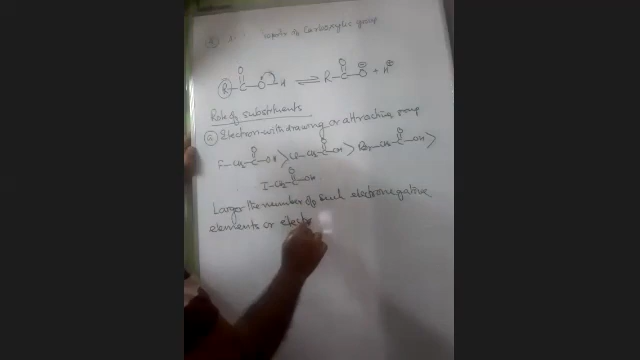 of Carboxylic group
R-C-O-H ⇌ R-C-O + H
O O ⊖ ⊕
Role of substituents
Electron withdrawing or attracting group
F-CH2-C-OH > Cl-CH2-C-OH > Br-CH2-C-OH >
O O O
O
I-CH2-C-OH
Larger the number of such electronegative
elements or electr